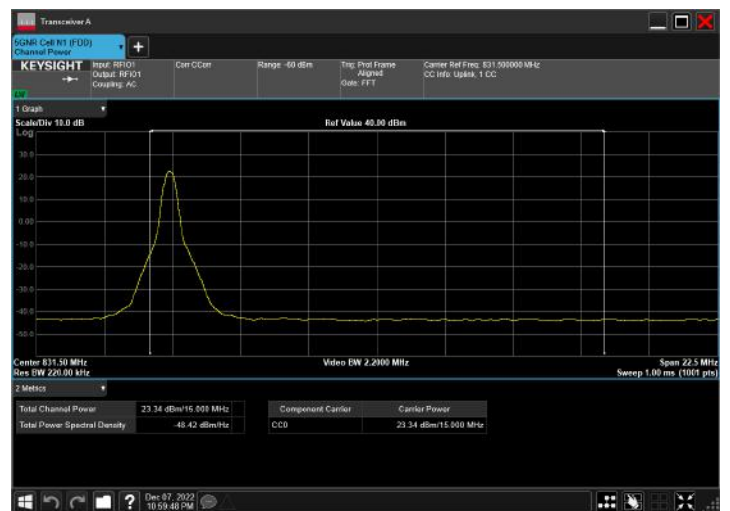 Transceiver A
5GNR Cell N1 (FDD)
Channel Power
KEYSIGHT
Input: RFIO1
Output: RFIO1
Coupling: AC
Corr CCorr
Range: -60 dBm
Trig: Prot Frame
Aligned
Gate: FFT
Carrier Ref Freq: 831.500000 MHz
CC Info: Uplink, 1 CC
1 Graph
Scale/Div 10.0 dB
Ref Value 40.00 dBm
Log
30.0
20.0
10.0
0.00
-10.0
-20.0
-30.0
-40.0
-50.0
Center 831.50 MHz
Video BW 2.2000 MHz
Span 22.5 MHz
Res BW 220.00 kHz
Sweep 1.00 ms (1001 pts)
2 Metrics
Total Channel Power 23.34 dBm/15.000 MHz
Total Power Spectral Density -48.42 dBm/Hz
Component Carrier Carrier Power
CC0 23.34 dBm/15.000 MHz
?
Dec 07, 2022
10:59:48 PM